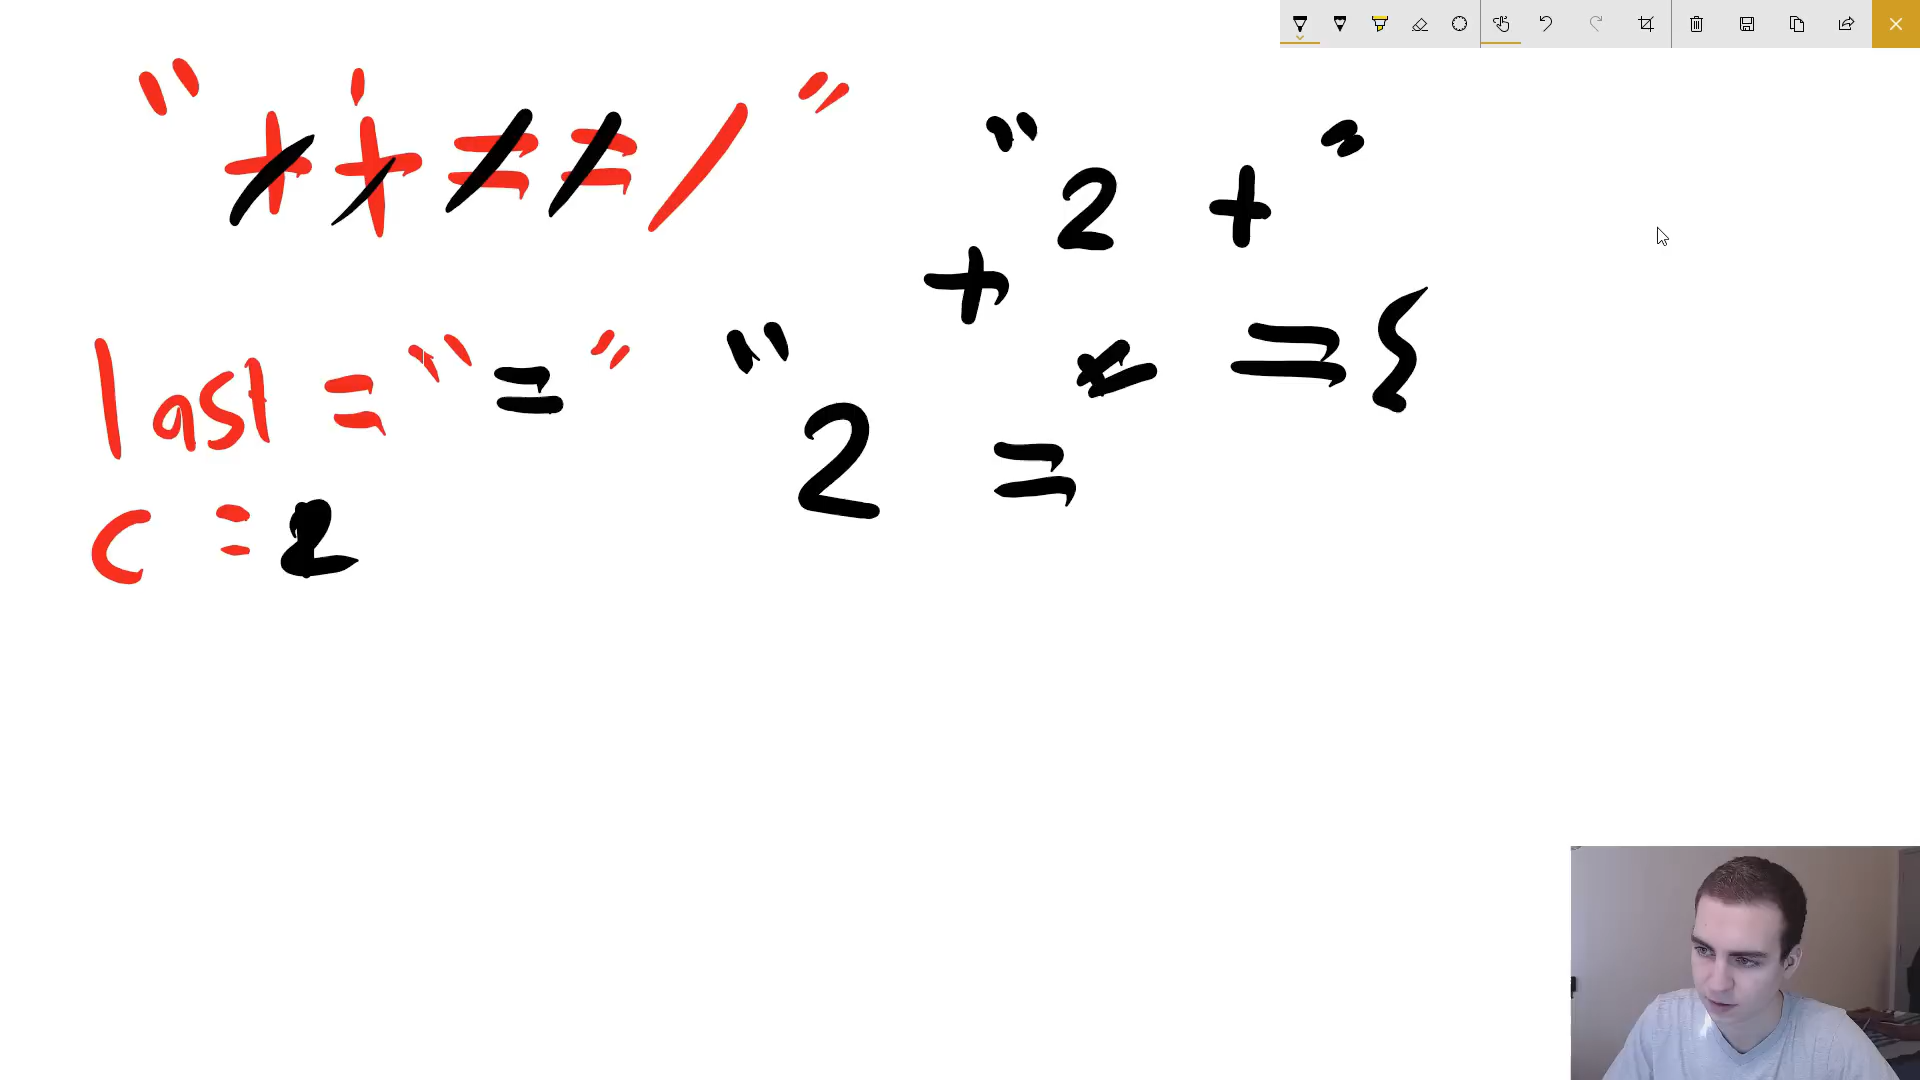 "++==/"
"2 +"
+
last = "="
"2 =" = {
c = 2